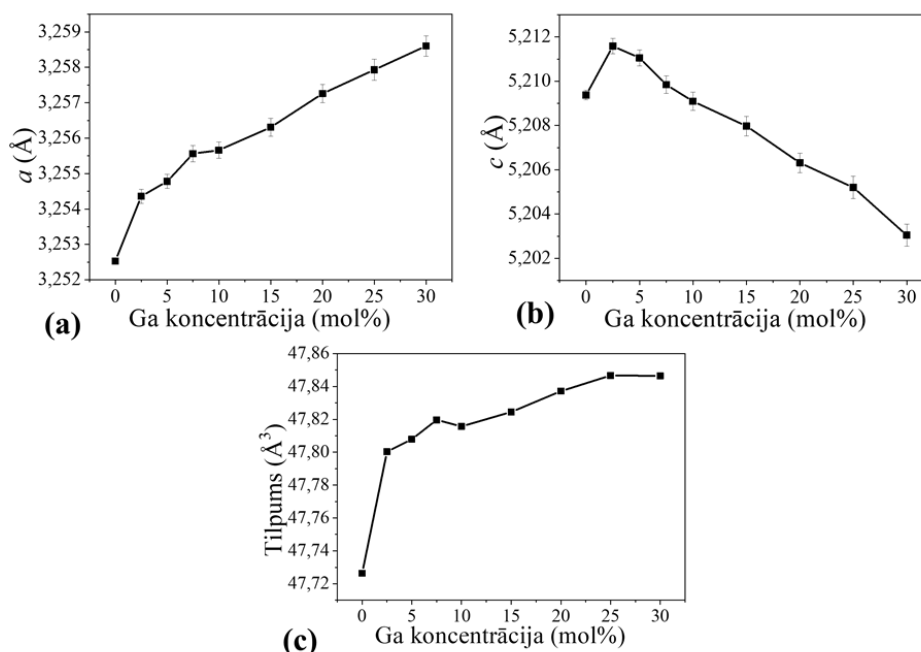 3,259
3,258
3,257
3,256
3,255
3,254
3,253
3,252
a (Å)
0 5 10 15 20 25 30
Ga koncentrācija (mol%)
(a)
5,212
5,210
5,208
5,206
5,204
5,202
c (Å)
0 5 10 15 20 25 30
Ga koncentrācija (mol%)
(b)
47,86
47,84
47,82
47,80
47,78
47,76
47,74
47,72
Tilpums (Å³)
0 5 10 15 20 25 30
Ga koncentrācija (mol%)
(c)